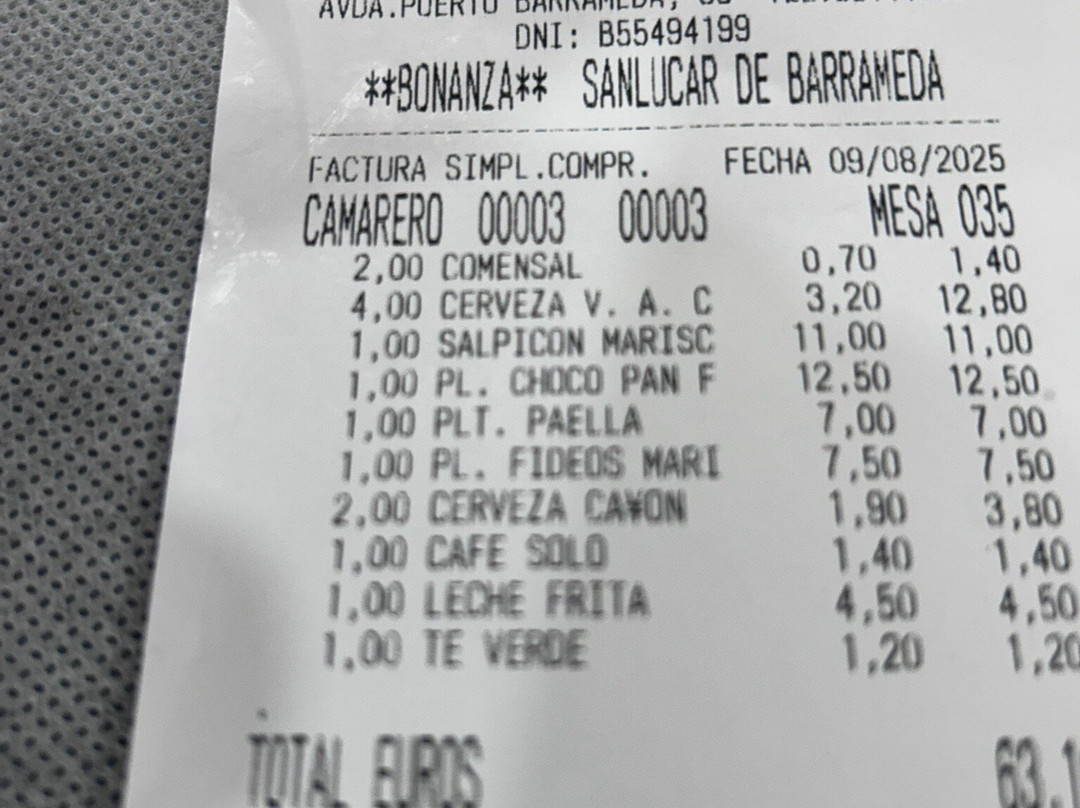 AVDA.PUERTO BARRAMEDA,
DNI: B55494199
**BONANZA** SANLUCAR DE BARRAMEDA
FACTURA SIMPL.COMPR. FECHA 09/08/2025
CAMARERO 00003 00003 MESA 035
2,00 COMENSAL 0,70 1,40
4,00 CERVEZA V. A. C 3,20 12,80
1,00 SALPICON MARISC 11,00 11,00
1,00 PL. CHOCO PAN F 12,50 12,50
1,00 PLT. PAELLA 7,00 7,00
1,00 PL. FIDEOS MARI 7,50 7,50
2,00 CERVEZA CA¥ON 1,90 3,80
1,00 CAFE SOLO 1,40 1,40
1,00 LECHE FRITA 4,50 4,50
1,00 TE VERDE 1,20 1,20
TOTAL EUROS 63,1